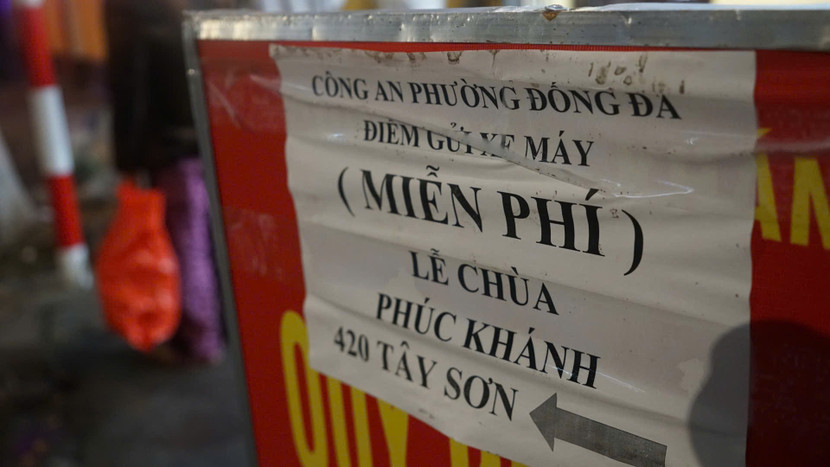 CÔNG AN PHƯỜNG ĐỐNG ĐA
ĐIỂM GỬI XE MÁY
( MIỄN PHÍ )
LỄ CHÙA
PHÚC KHÁNH
420 TÂY SƠN